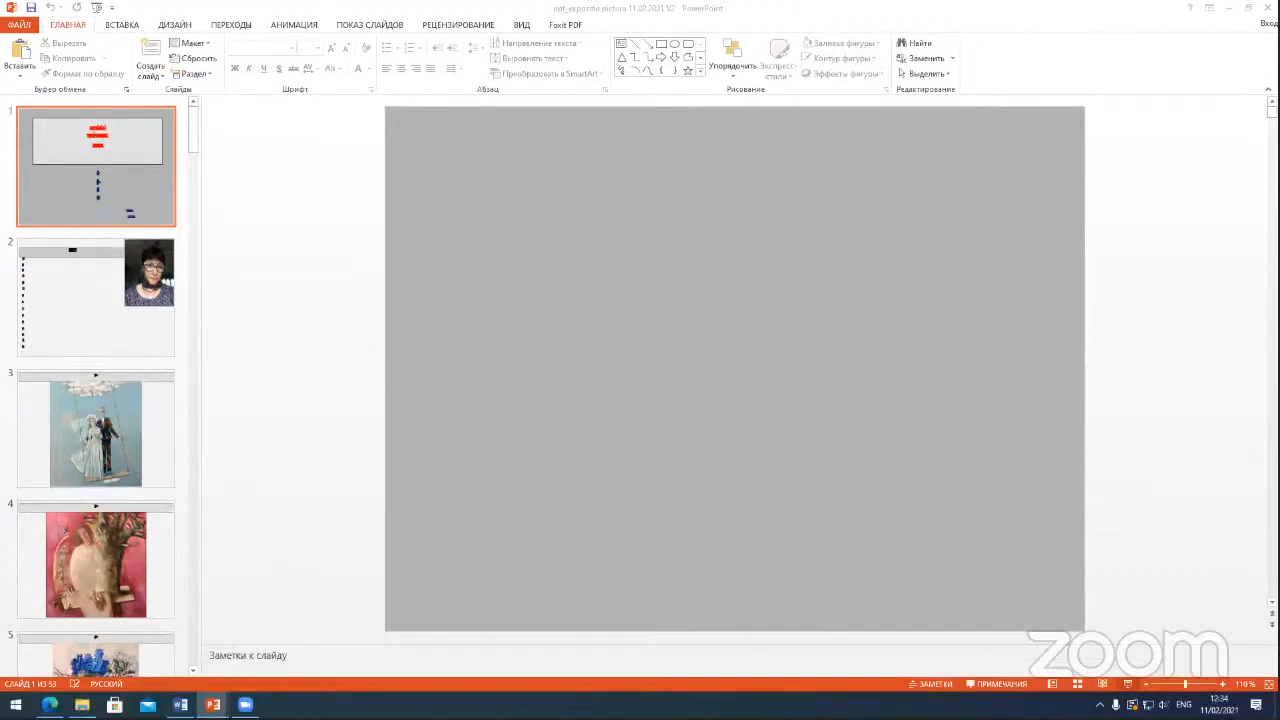 ppt_expozitie pictura 11.02.2021 V2 - PowerPoint
Вход
ФАЙЛ ГЛАВНАЯ ВСТАВКА ДИЗАЙН ПЕРЕХОДЫ АНИМАЦИЯ ПОКАЗ СЛАЙДОВ РЕЦЕНЗИРОВАНИЕ ВИД Foxit PDF
Вставить
Вырезать
Копировать
Формат по образцу
Буфер обмена
Создать слайд
Макет
Сбросить
Раздел
Слайды
Ж К Ч S abc AV Aa A
Шрифт
Направление текста
Выровнять текст
Преобразовать в SmartArt
Абзац
Упорядочить
Экспресс-стили
Заливка фигуры
Контур фигуры
Эффекты фигуры
Рисование
Найти
Заменить
Выделить
Редактирование
1
2
3
4
5
Заметки к слайду
zoom
СЛАЙД 1 ИЗ 53 РУССКИЙ ЗАМЕТКИ ПРИМЕЧАНИЯ 110 %
ENG
12:34
11/02/2021